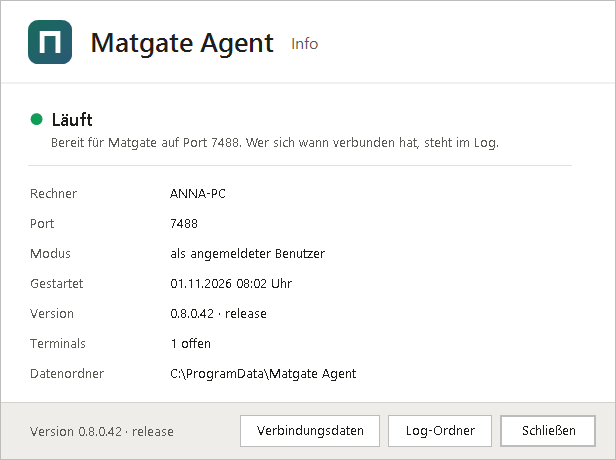 Matgate Agent Info
Läuft
Bereit für Matgate auf Port 7488. Wer sich wann verbunden hat, steht im Log.
Rechner ANNA-PC
Port 7488
Modus als angemeldeter Benutzer
Gestartet 01.11.2026 08:02 Uhr
Version 0.8.0.42 · release
Terminals 1 offen
Datenordner C:\ProgramData\Matgate Agent
Version 0.8.0.42 · release Verbindungsdaten Log-Ordner Schließen